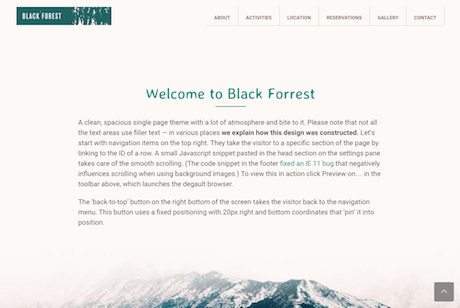 BLACK FOREST
ABOUT ACTIVITIES LOCATION RESERVATIONS GALLERY CONTACT
Welcome to Black Forrest
A clean, spacious single page theme with a lot of atmosphere and bite to it. Please note that not all
the text areas use filler text — in various places we explain how this design was constructed. Let's
start with navigation items on the top right. They take the visitor to a specific section of the page by
linking to the ID of a row. A small Javascript snippet pasted in the head section on the settings pane
takes care of the smooth scrolling. (The code snippet in the footer fixed an IE 11 bug that negatively
influences scrolling when using background images.) To view this in action click Preview on.... in the
toolbar above, which launches the degault browser.
The 'back-to-top' button on the right bottom of the screen takes the visitor back to the navigation
menu. This button uses a fixed positioning with 20px right and bottom coordinates that 'pin' it into
position.